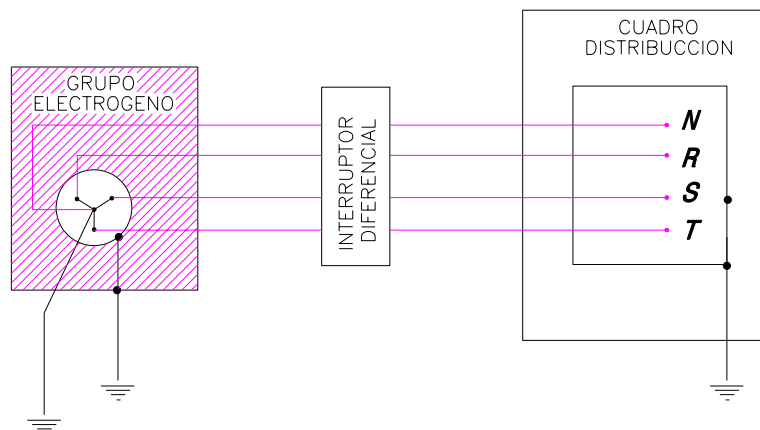 CUADRO
DISTRIBUCCION
GRUPO
ELECTROGENO
INTERRUPTOR
DIFERENCIAL
N
R
S
T